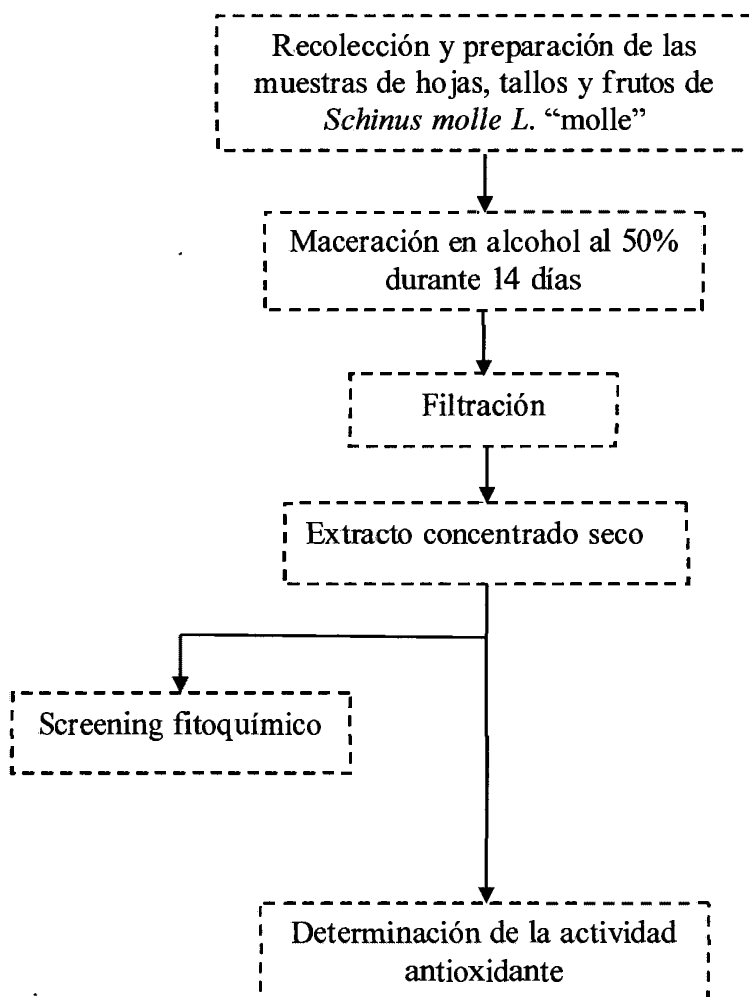 Recolección y preparación de las
muestras de hojas, tallos y frutos de
Schinus molle L. “molle”
Maceración en alcohol al 50%
durante 14 días
Filtración
Extracto concentrado seco
Screening fitoquímico
Determinación de la actividad
antioxidante